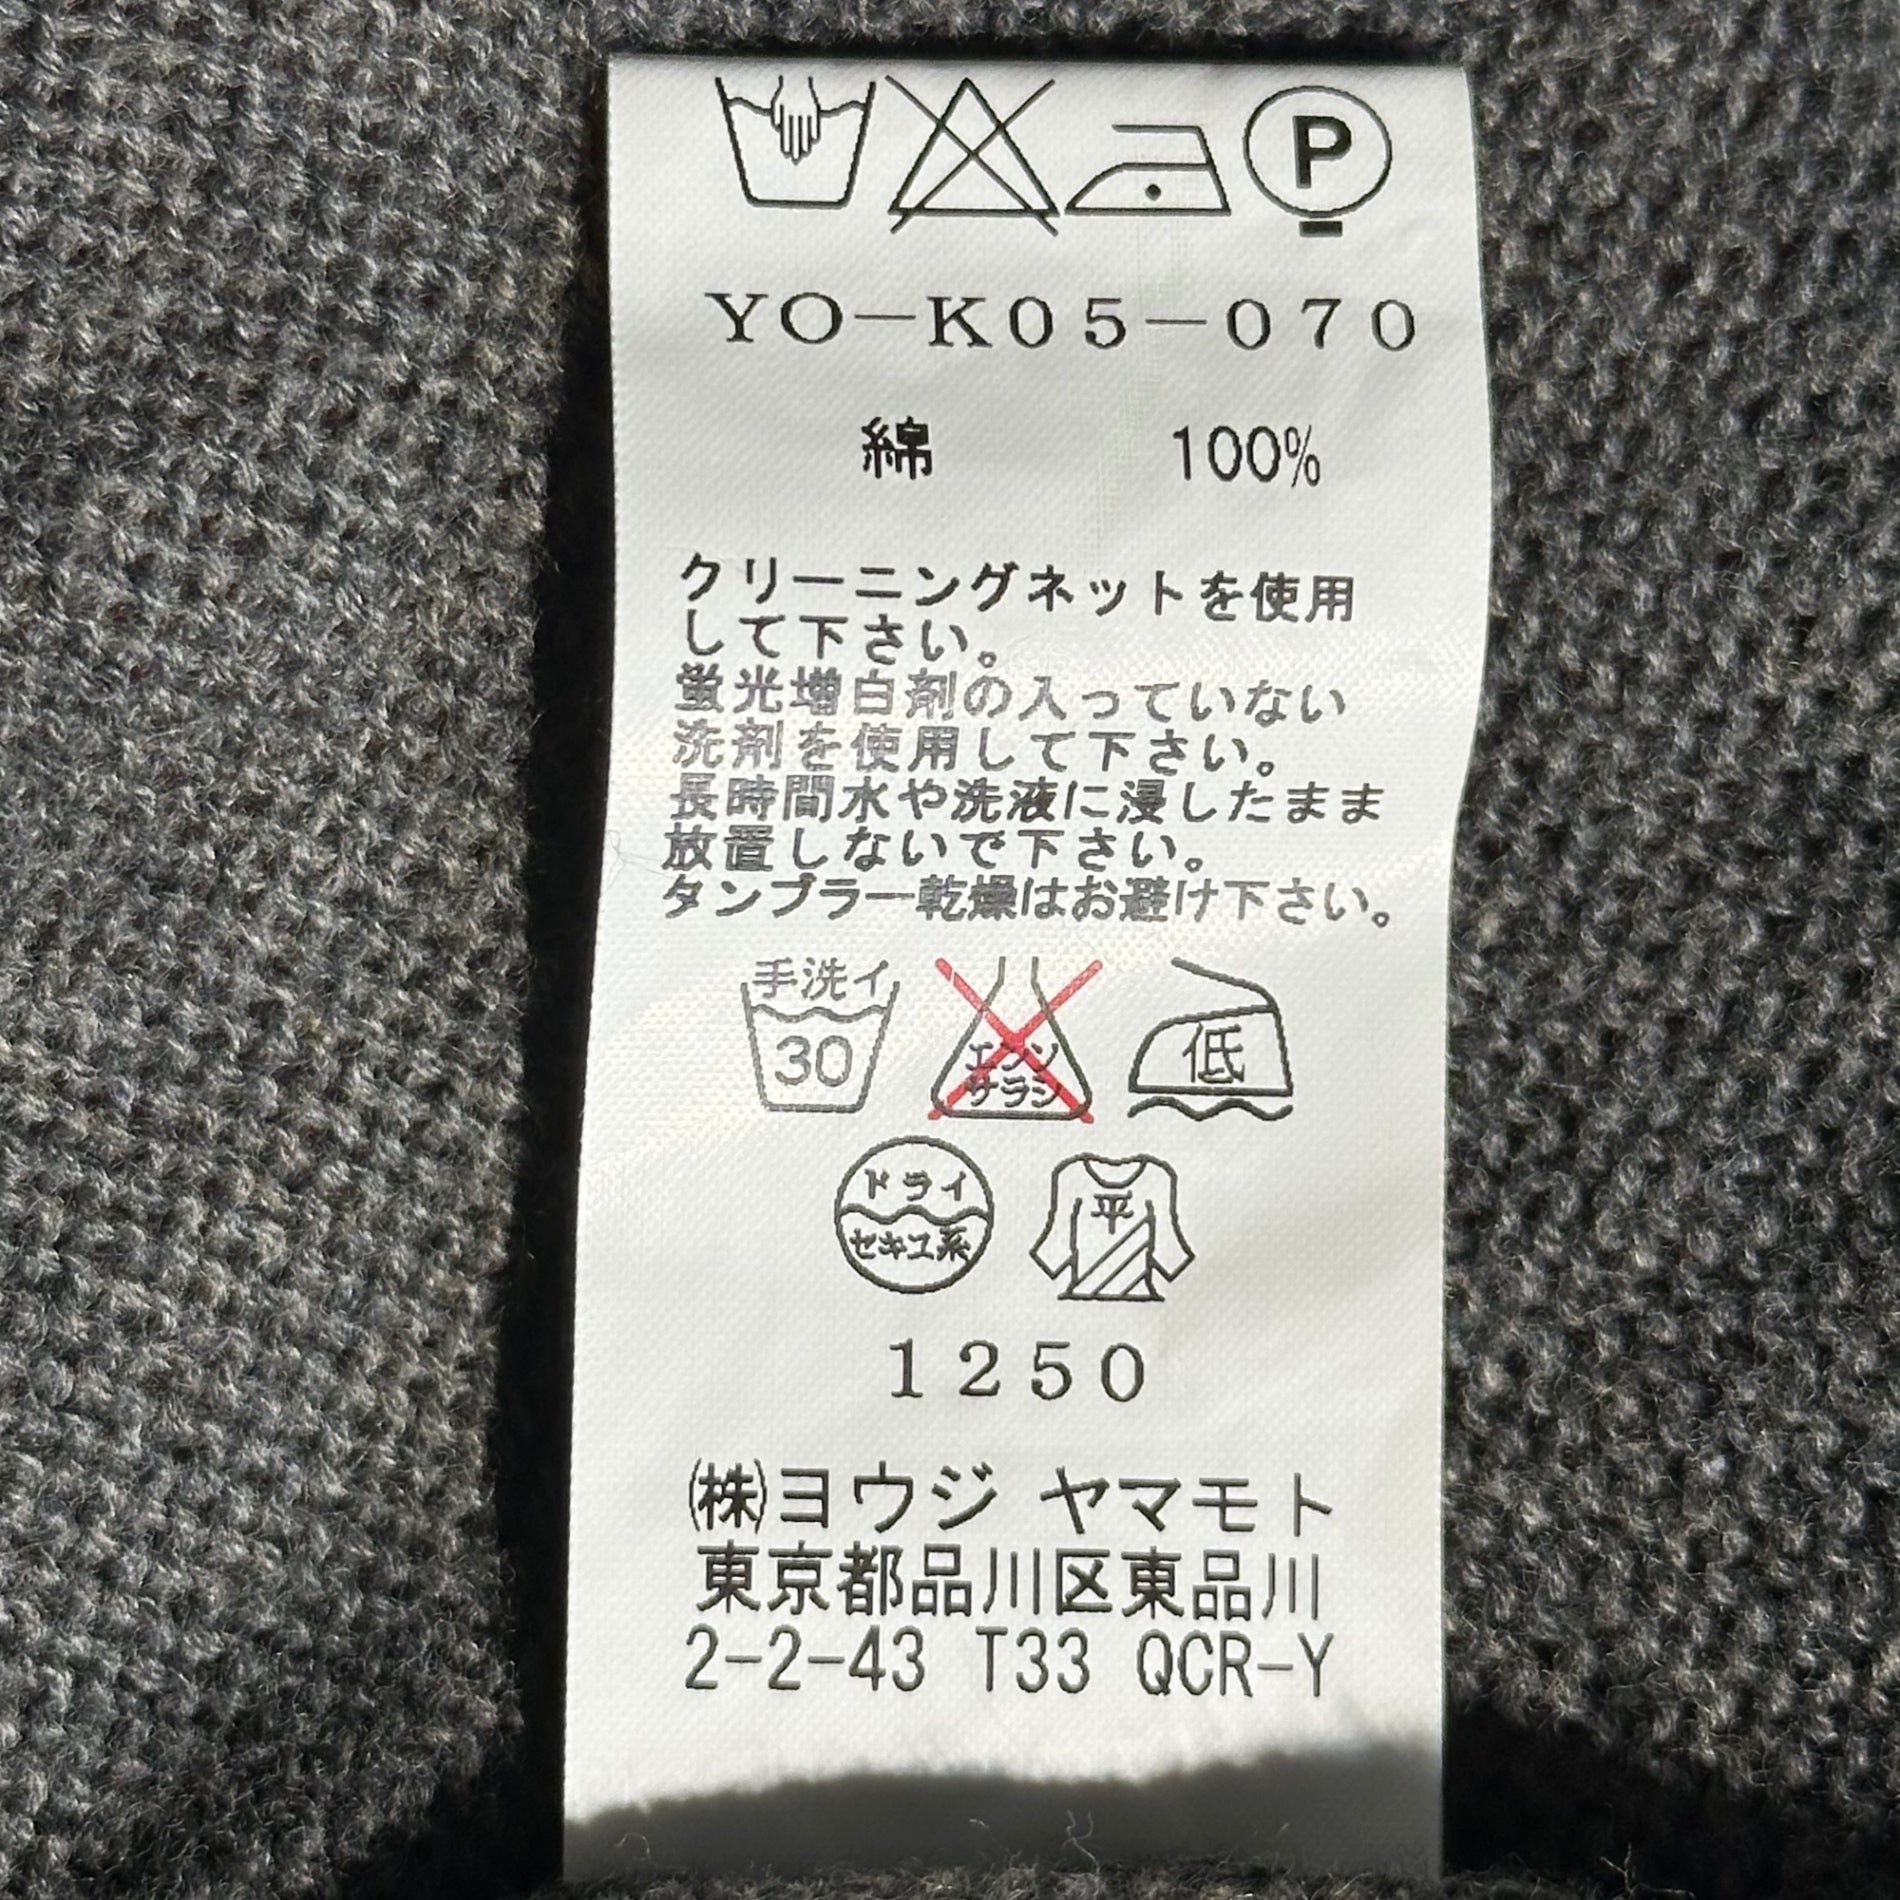 P
YO-K05-070
綿 100%
クリーニングネットを使用
して下さい。
蛍光増白剤の入っていない
洗剤を使用して下さい。
長時間水や洗液に浸したまま
放置しないで下さい。
タンブラー乾燥はお避け下さい。
手洗イ
30
エンソ
サラシ
低
ドライ
セキユ系
平
1250
(株)ヨウジ ヤマモト
東京都品川区東品川
2-2-43 T33 QCR-Y